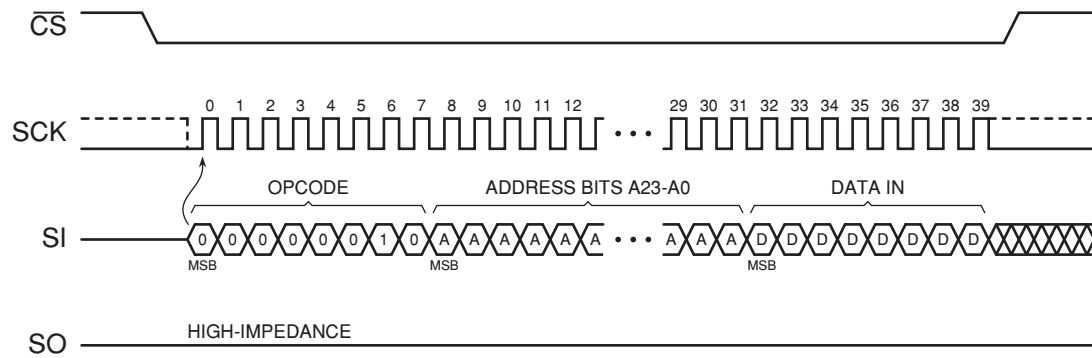 CS
SCK
0 1 2 3 4 5 6 7 8 9 10 11 12 29 30 31 32 33 34 35 36 37 38 39
OPCODE ADDRESS BITS A23-A0 DATA IN
SI 0 0 0 0 0 0 1 0 A A A A A A A A A D D D D D D D D
MSB MSB MSB
SO HIGH-IMPEDANCE